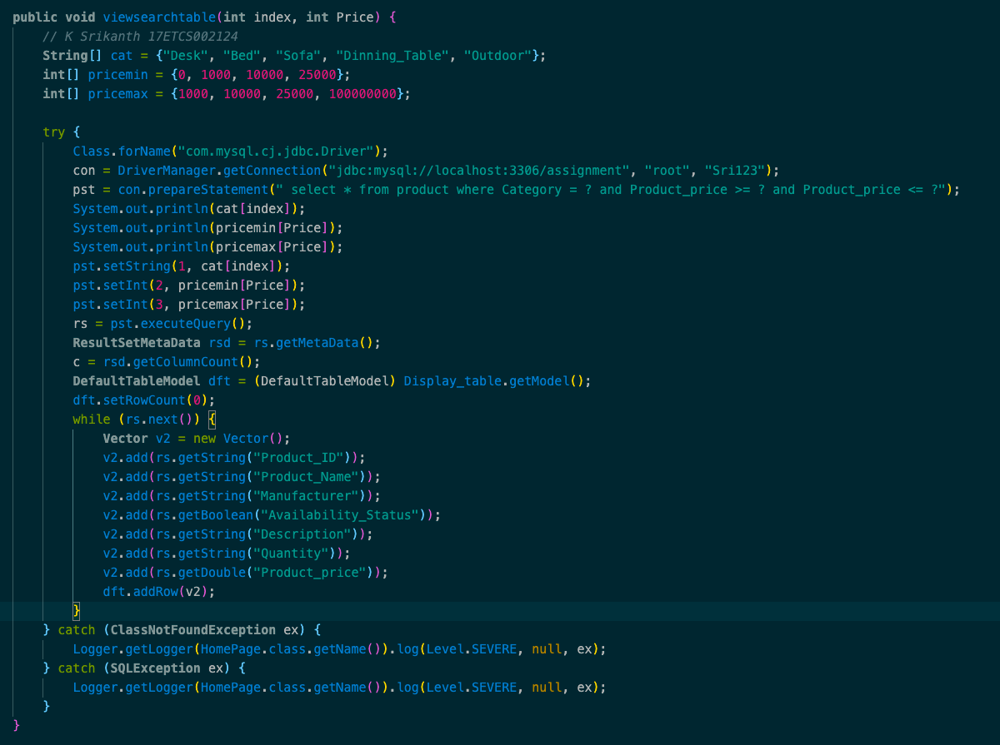 public void viewsearchtable(int index, int Price) {
// K Srikanth 17ETCS002124
String[] cat = {"Desk", "Bed", "Sofa", "Dinning_Table", "Outdoor"};
int[] pricemin = {0, 1000, 10000, 25000};
int[] pricemax = {1000, 10000, 25000, 100000000};
try {
Class.forName("com.mysql.cj.jdbc.Driver");
con = DriverManager.getConnection("jdbc:mysql://localhost:3306/assignment", "root", "Sri123");
pst = con.prepareStatement(" select * from product where Category = ? and Product_price >= ? and Product_price <= ?");
System.out.println(cat[index]);
System.out.println(pricemin[Price]);
System.out.println(pricemax[Price]);
pst.setString(1, cat[index]);
pst.setInt(2, pricemin[Price]);
pst.setInt(3, pricemax[Price]);
rs = pst.executeQuery();
ResultSetMetaData rsd = rs.getMetaData();
c = rsd.getColumnCount();
DefaultTableModel dft = (DefaultTableModel) Display_table.getModel();
dft.setRowCount(0);
while (rs.next()) {
Vector v2 = new Vector();
v2.add(rs.getString("Product_ID"));
v2.add(rs.getString("Product_Name"));
v2.add(rs.getString("Manufacturer"));
v2.add(rs.getBoolean("Availability_Status"));
v2.add(rs.getString("Description"));
v2.add(rs.getString("Quantity"));
v2.add(rs.getDouble("Product_price"));
dft.addRow(v2);
}
} catch (ClassNotFoundException ex) {
Logger.getLogger(HomePage.class.getName()).log(Level.SEVERE, null, ex);
} catch (SQLException ex) {
Logger.getLogger(HomePage.class.getName()).log(Level.SEVERE, null, ex);
}
}